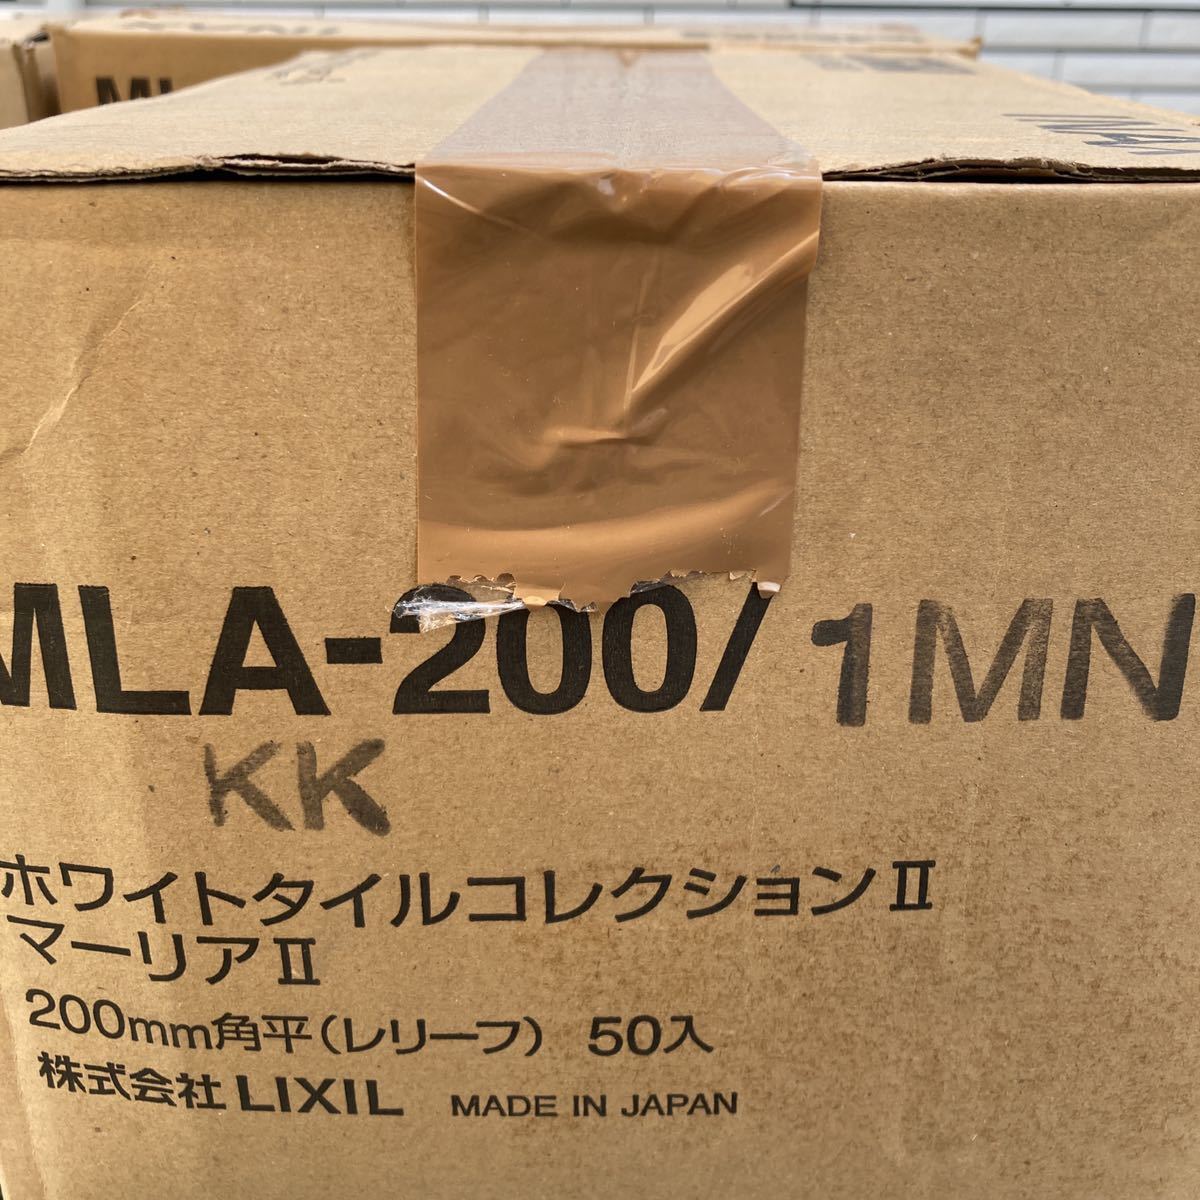 MLA-200/1MN
KK
ホワイトタイルコレクションⅡ
マーリアⅡ
200mm角平(レリーフ) 50入
株式会社LIXIL MADE IN JAPAN